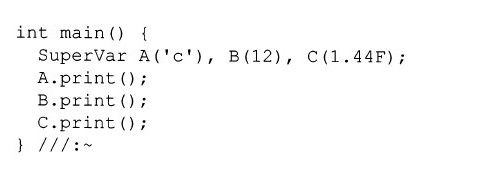 int main() {
  SuperVar A('c'), B(12), C(1.44F);
  A.print();
  B.print();
  C.print();
} ///:~